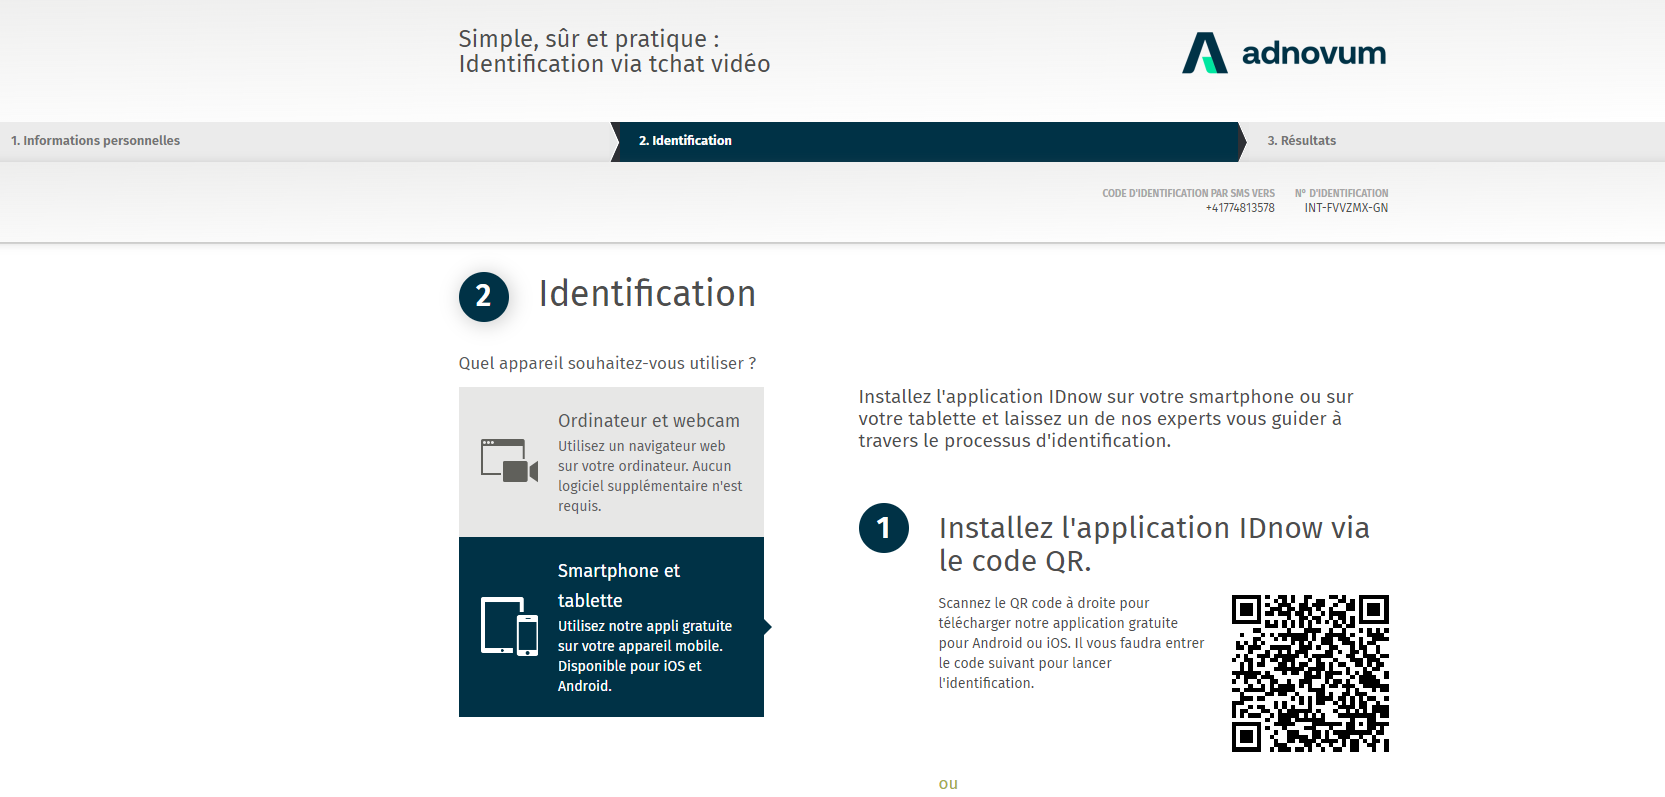 Simple, sûr et pratique :
Identification via tchat vidéo
adnovum
1. Informations personnelles
2. Identification
3. Résultats
CODE D'IDENTIFICATION PAR SMS VERS
+41774813578
N° D'IDENTIFICATION
INT-FVVZMX-GN
2
Identification
Quel appareil souhaitez-vous utiliser ?
Ordinateur et webcam
Utilisez un navigateur web
sur votre ordinateur. Aucun
logiciel supplémentaire n'est
requis.
Smartphone et
tablette
Utilisez notre appli gratuite
sur votre appareil mobile.
Disponible pour iOS et
Android.
Installez l'application IDnow sur votre smartphone ou sur
votre tablette et laissez un de nos experts vous guider à
travers le processus d'identification.
1
Installez l'application IDnow via
le code QR.
Scannez le QR code à droite pour
télécharger notre application gratuite
pour Android ou iOS. Il vous faudra entrer
le code suivant pour lancer
l'identification.
ou